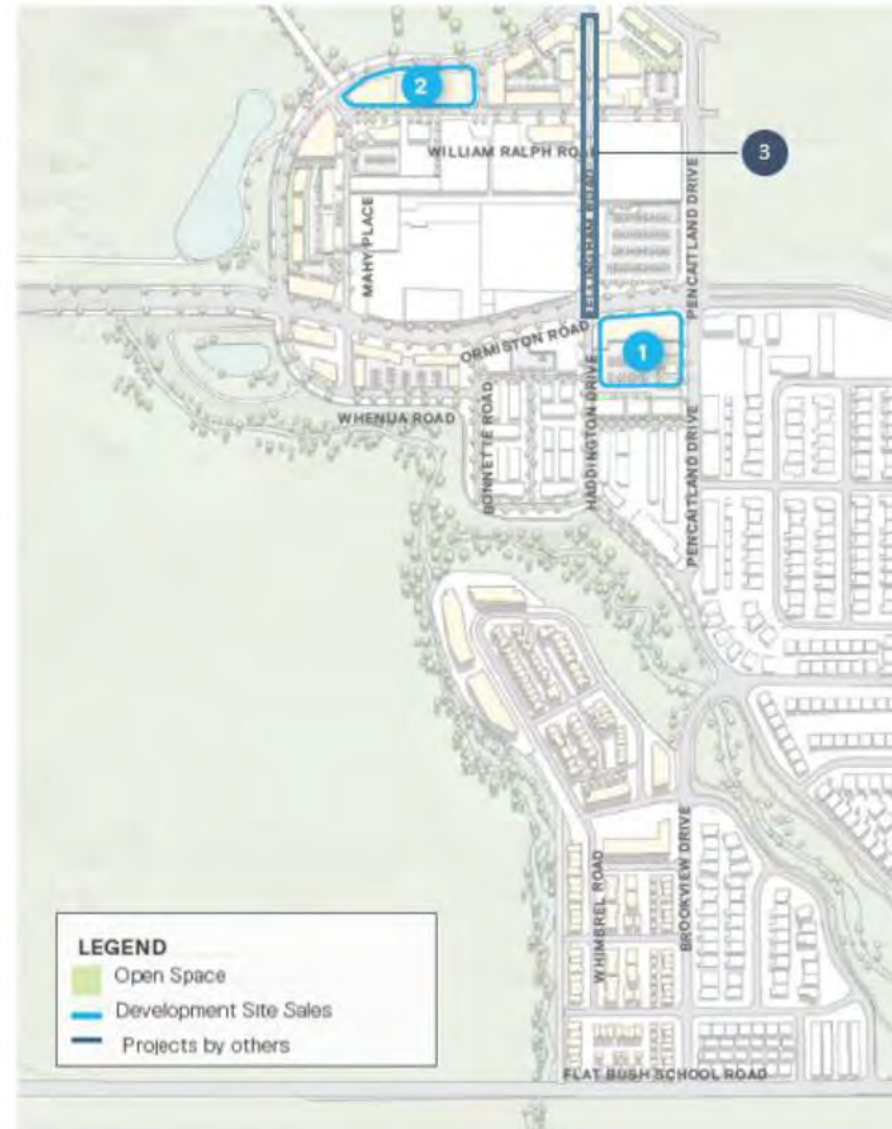 2
WILLIAM RALPH ROAD
3
PENCAITLAND DRIVE
MAHY PLACE
ORMISTON ROAD
1
WHENUA ROAD
BONNETTE ROAD
HADDINGTON DRIVE
PENCAITLAND DRIVE
WHIMBREL ROAD
BROOKVIEW DRIVE
LEGEND
Open Space
Development Site Sales
Projects by others
FLAT BUSH SCHOOL ROAD